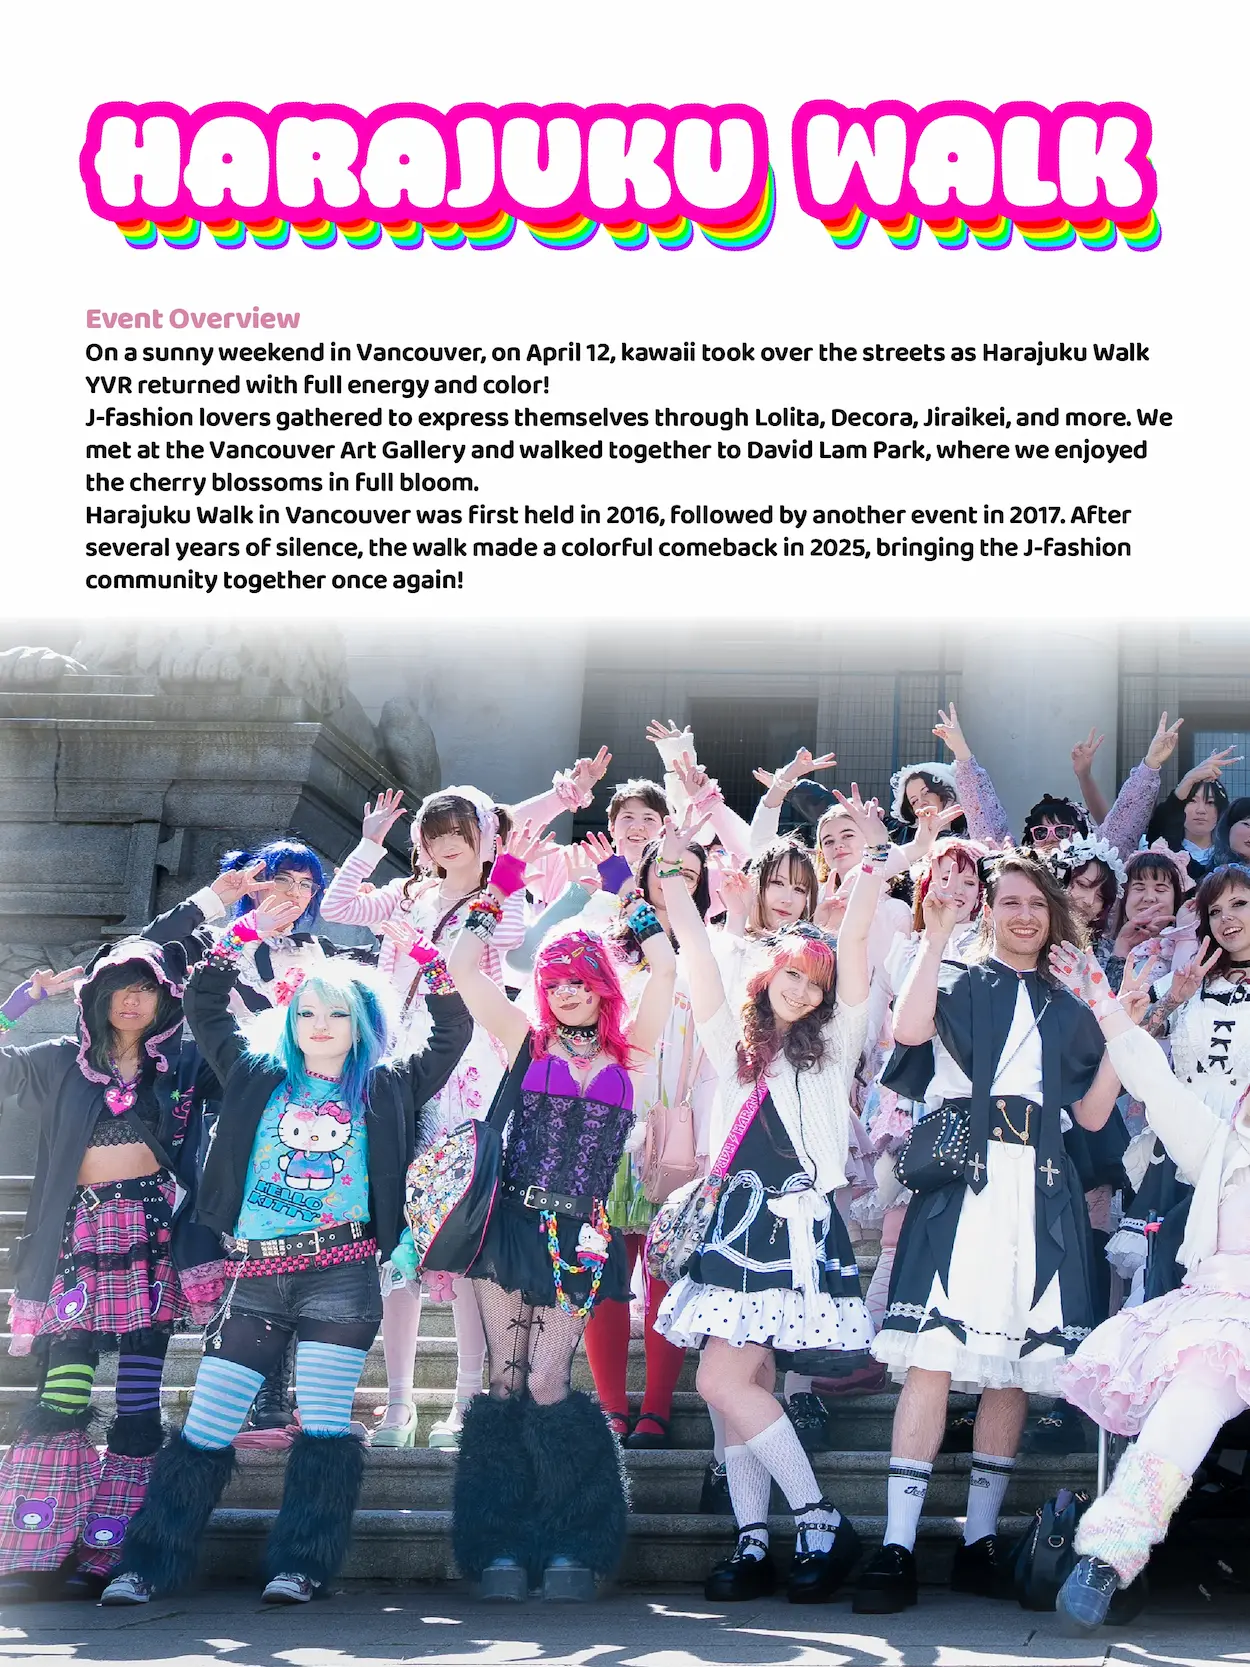 HARAJUKU WALK
Event Overview
On a sunny weekend in Vancouver, on April 12, kawaii took over the streets as Harajuku Walk
YVR returned with full energy and color!
J-fashion lovers gathered to express themselves through Lolita, Decora, Jiraikei, and more. We
met at the Vancouver Art Gallery and walked together to David Lam Park, where we enjoyed
the cherry blossoms in full bloom.
Harajuku Walk in Vancouver was first held in 2016, followed by another event in 2017. After
several years of silence, the walk made a colorful comeback in 2025, bringing the J-fashion
community together once again!
HELLO
KITTY